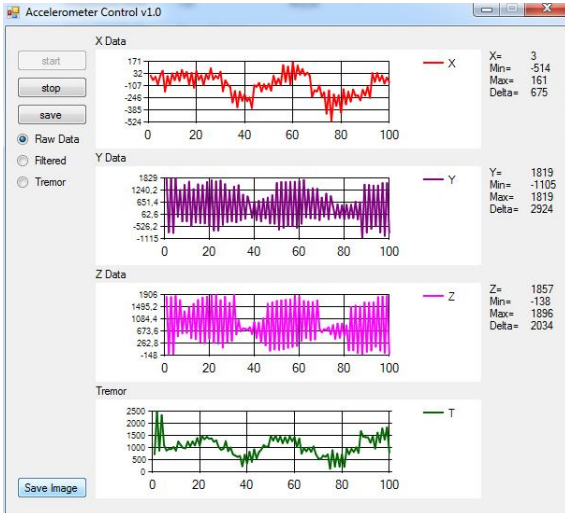 Accelerometer Control v1.0
start
stop
save
Raw Data
Filtered
Tremor
Save Image
X Data
171
32
-107
-246
-385
-524
0 20 40 60 80 100
X
X= 3
Min= -514
Max= 161
Delta= 675
Y Data
1829
1240,2
651,4
62,6
-526,2
-1115
0 20 40 60 80 100
Y
Y= 1819
Min= -1105
Max= 1819
Delta= 2924
Z Data
1906
1495,2
1084,4
673,6
262,8
-148
0 20 40 60 80 100
Z
Z= 1857
Min= -138
Max= 1896
Delta= 2034
Tremor
2500
2000
1500
1000
500
0
0 20 40 60 80 100
T